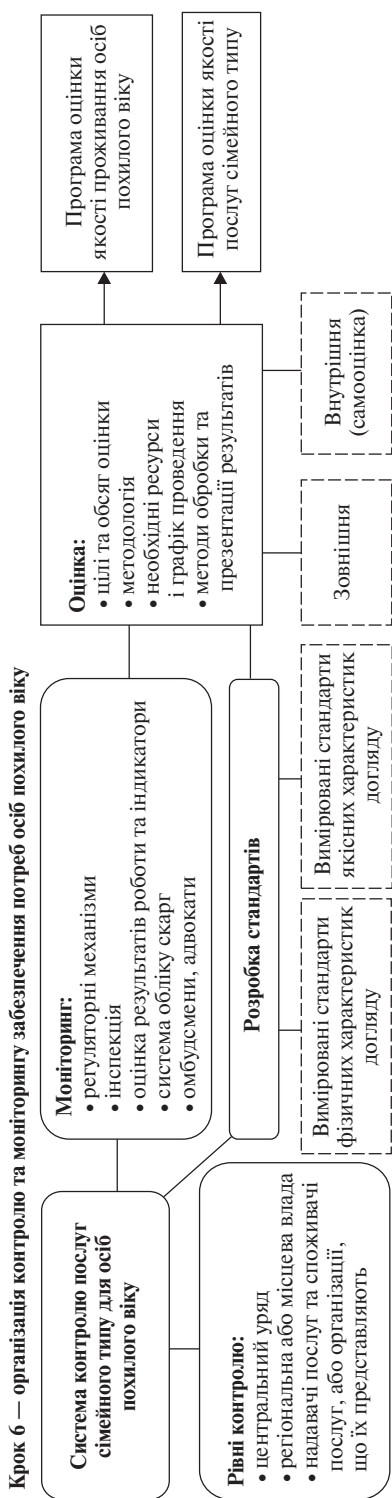 Крок 6 — організація контролю та моніторингу забезпечення потреб осіб похилого віку
Система контролю послуг
сімейного типу для осіб
похилого віку
Рівні контролю:
• центральний уряд
• регіональна або місцева влада
• надавачі послуг та споживачі
послуг, або організації,
що їх представляють
Моніторинг:
• регуляторні механізми
• інспекція
• оцінка результатів роботи та індикатори
• система обліку скарг
• омбудсмени, адвокати
Розробка стандартів
Вимірювані стандарти
фізичних характеристик
догляду
Вимірювані стандарти
якісних характеристик
догляду
Оцінка:
• цілі та обсяг оцінки
• методологія
• необхідні ресурси
і графік проведення
• методи обробки та
презентації результатів
Зовнішня
Внутрішня
(самооцінка)
Програма оцінки
якості проживання осіб
похилого віку
Програма оцінки якості
послуг сімейного типу